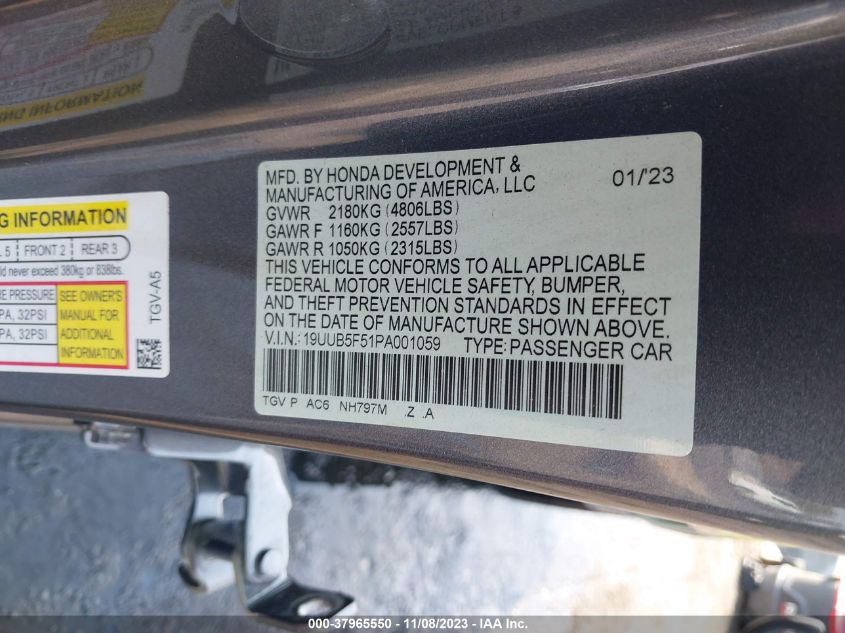 MFD. BY HONDA DEVELOPMENT &
MANUFACTURING OF AMERICA, LLC 01/'23
GVWR 2180KG (4806LBS)
GAWR F 1160KG (2557LBS)
GAWR R 1050KG (2315LBS)
THIS VEHICLE CONFORMS TO ALL APPLICABLE
FEDERAL MOTOR VEHICLE SAFETY, BUMPER,
AND THEFT PREVENTION STANDARDS IN EFFECT
ON THE DATE OF MANUFACTURE SHOWN ABOVE.
V.I.N.: 19UUB5F51PA001059 TYPE: PASSENGER CAR
TGV P AC6 NH797M .Z .A
G INFORMATION
5 FRONT 2 REAR 3
ld never exceed 380kg or 838lbs.
RE PRESSURE
PA, 32PSI
PA, 32PSI
SEE OWNER'S
MANUAL FOR
ADDITIONAL
INFORMATION
TGV-A5
000-37965550 - 11/08/2023 - IAA Inc.